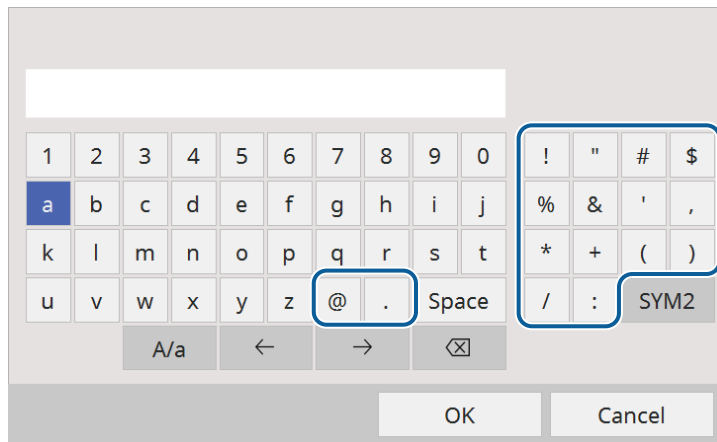 1 2 3 4 5 6 7 8 9 0 ! " # $
a b c d e f g h i j % & ' ,
k l m n o p q r s t * + ( )
u v w x y z @ . Space / : SYM2
A/a ← → ⌫
OK Cancel